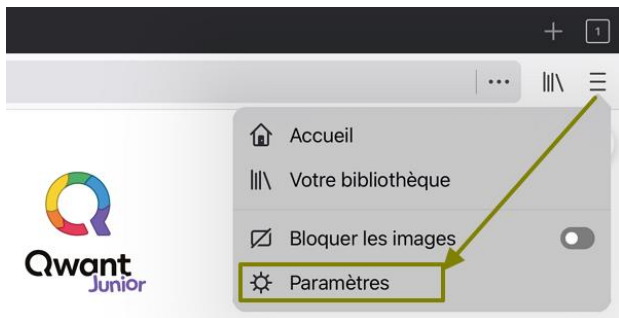 1
Accueil
Votre bibliothèque
Bloquer les images
Paramètres
Qwant
Junior